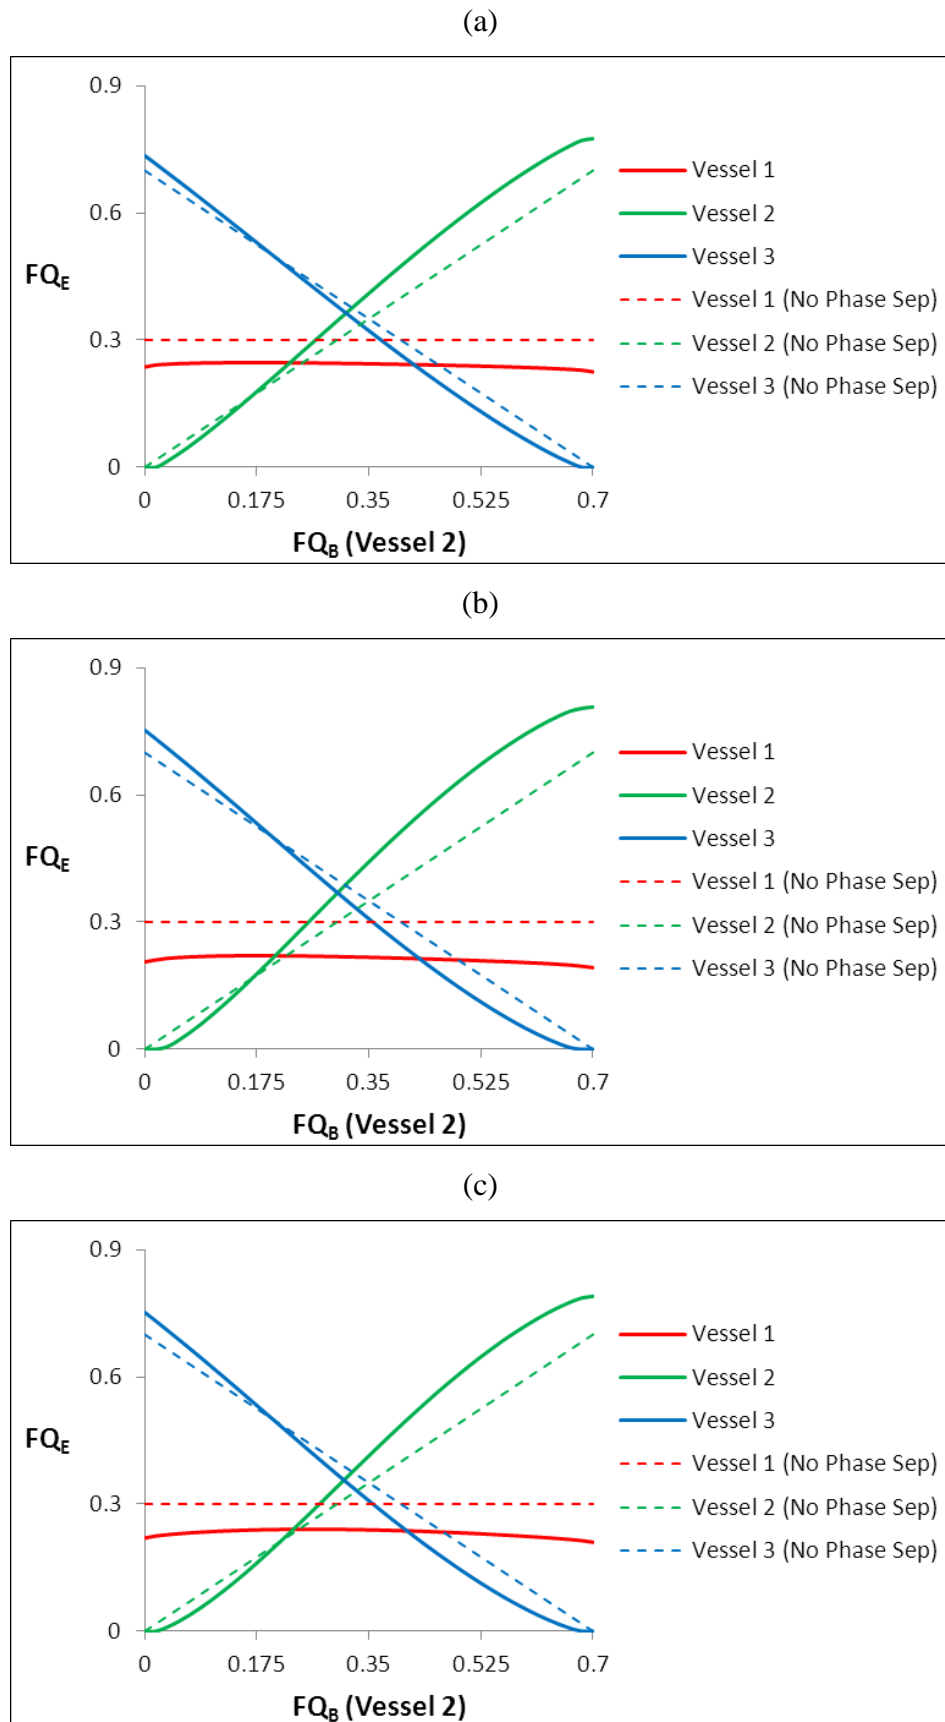 (a)
0.9
0.6
0.3
0
FQE
0 0.175 0.35 0.525 0.7
FQB (Vessel 2)
Vessel 1
Vessel 2
Vessel 3
Vessel 1 (No Phase Sep)
Vessel 2 (No Phase Sep)
Vessel 3 (No Phase Sep)
(b)
0.9
0.6
0.3
0
FQE
0 0.175 0.35 0.525 0.7
FQB (Vessel 2)
Vessel 1
Vessel 2
Vessel 3
Vessel 1 (No Phase Sep)
Vessel 2 (No Phase Sep)
Vessel 3 (No Phase Sep)
(c)
0.9
0.6
0.3
0
FQE
0 0.175 0.35 0.525 0.7
FQB (Vessel 2)
Vessel 1
Vessel 2
Vessel 3
Vessel 1 (No Phase Sep)
Vessel 2 (No Phase Sep)
Vessel 3 (No Phase Sep)